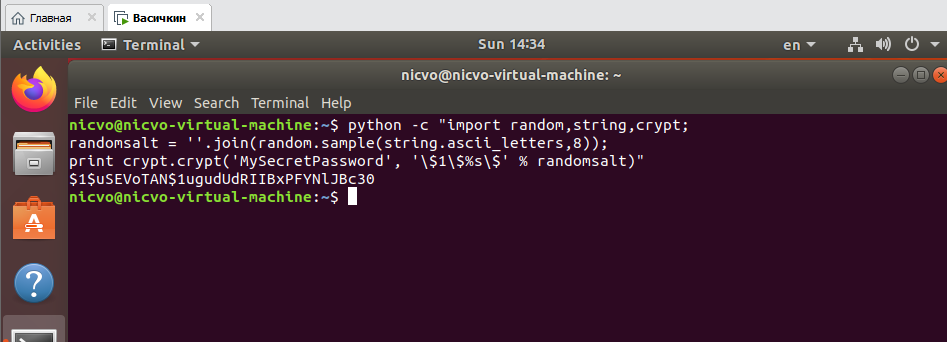 Главная
Васичкин
Activities
Terminal
Sun 14:34
en
nicvo@nicvo-virtual-machine: ~
File Edit View Search Terminal Help
nicvo@nicvo-virtual-machine:~$ python -c "import random,string,crypt;
randomsalt = ''.join(random.sample(string.ascii_letters,8));
print crypt.crypt('MySecretPassword', '\$1\$%s\$' % randomsalt)"
$1$uSEVoTAN$1ugudUdRIIBxPFYNlJBc30
nicvo@nicvo-virtual-machine:~$